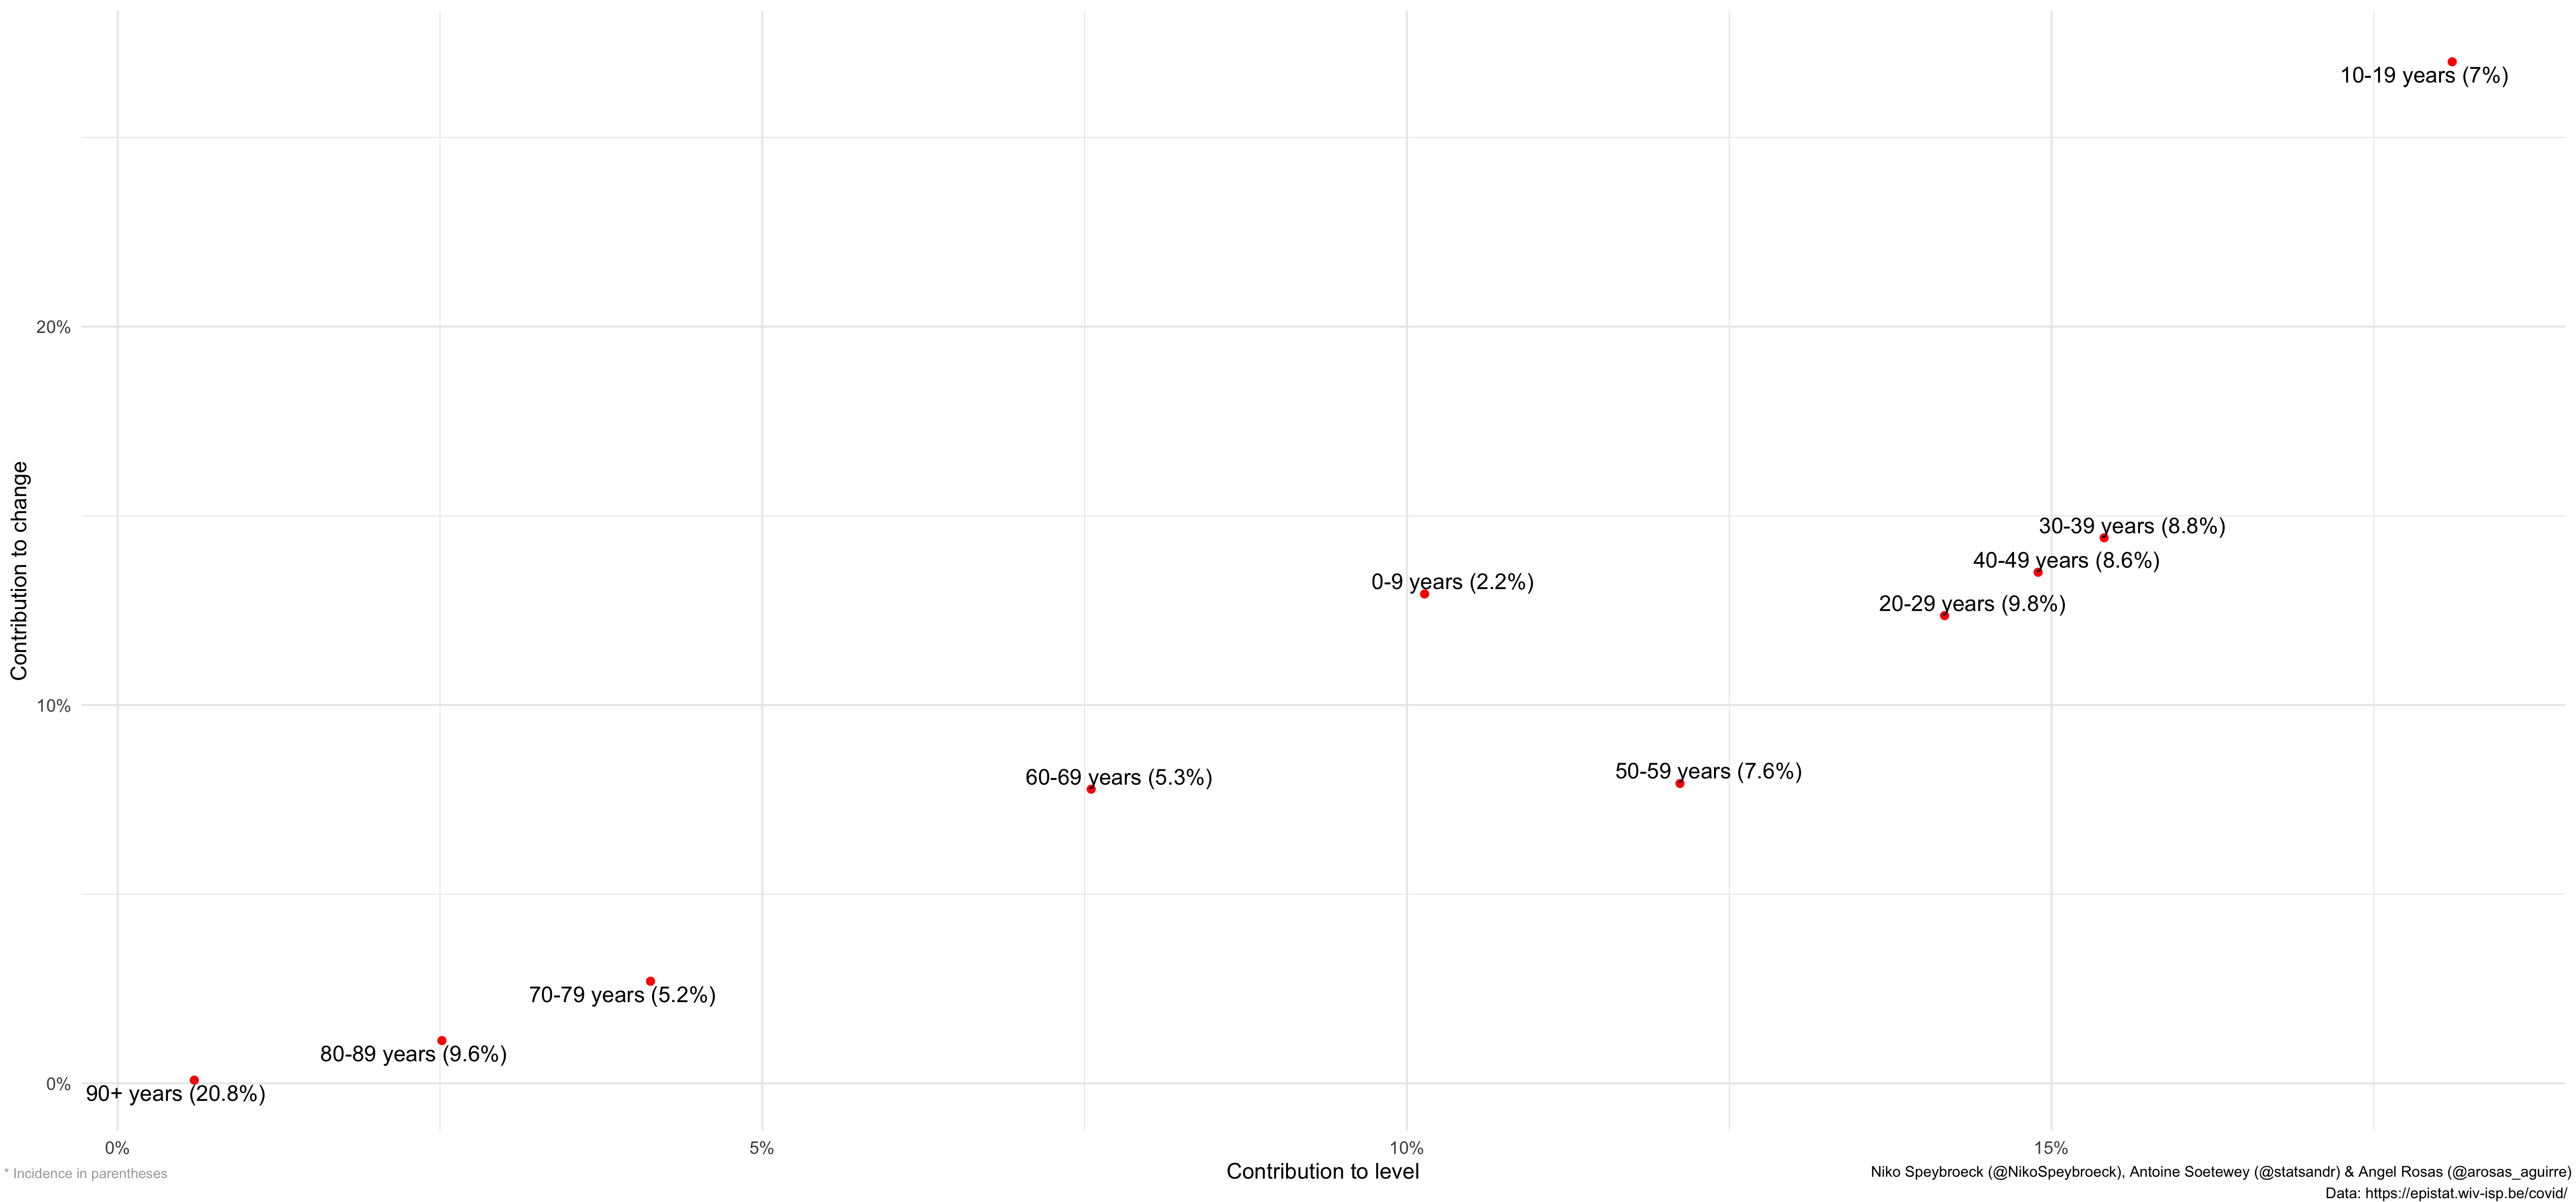 10-19 years (7%)
20%
Contribution to change
30-39 years (8.8%)
40-49 years (8.6%)
0-9 years (2.2%)
20-29 years (9.8%)
10%
50-59 years (7.6%)
60-69 years (5.3%)
70-79 years (5.2%)
80-89 years (9.6%)
0%
90+ years (20.8%)
0%
5%
10%
15%
Contribution to level
* Incidence in parentheses
Niko Speybroeck (@NikoSpeybroeck), Antoine Soetewey (@statsandr) & Angel Rosas (@arosas_aguirre)
Data: https://epistat.wiv-isp.be/covid/